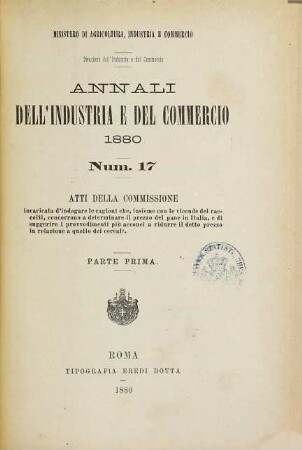 MINISTERO DI AGRICOLTURA, INDUSTRIA E COMMERCIO
Direzione dell'Industria e del Commercio
ANNALI
DELL'INDUSTRIA E DEL COMMERCIO
1880
Num. 17
ATTI DELLA COMMISSIONE
incaricata d'indagare le cagioni che, insieme con le vicende dei rac-
colti, concorrono a determinare il prezzo del pane in Italia, e di
suggerire i provvedimenti più acconci a ridurre il detto prezzo
in relazione a quello dei cereali.
PARTE PRIMA.
ROMA
TIPOGRAFIA EREDI BOTTA
1880